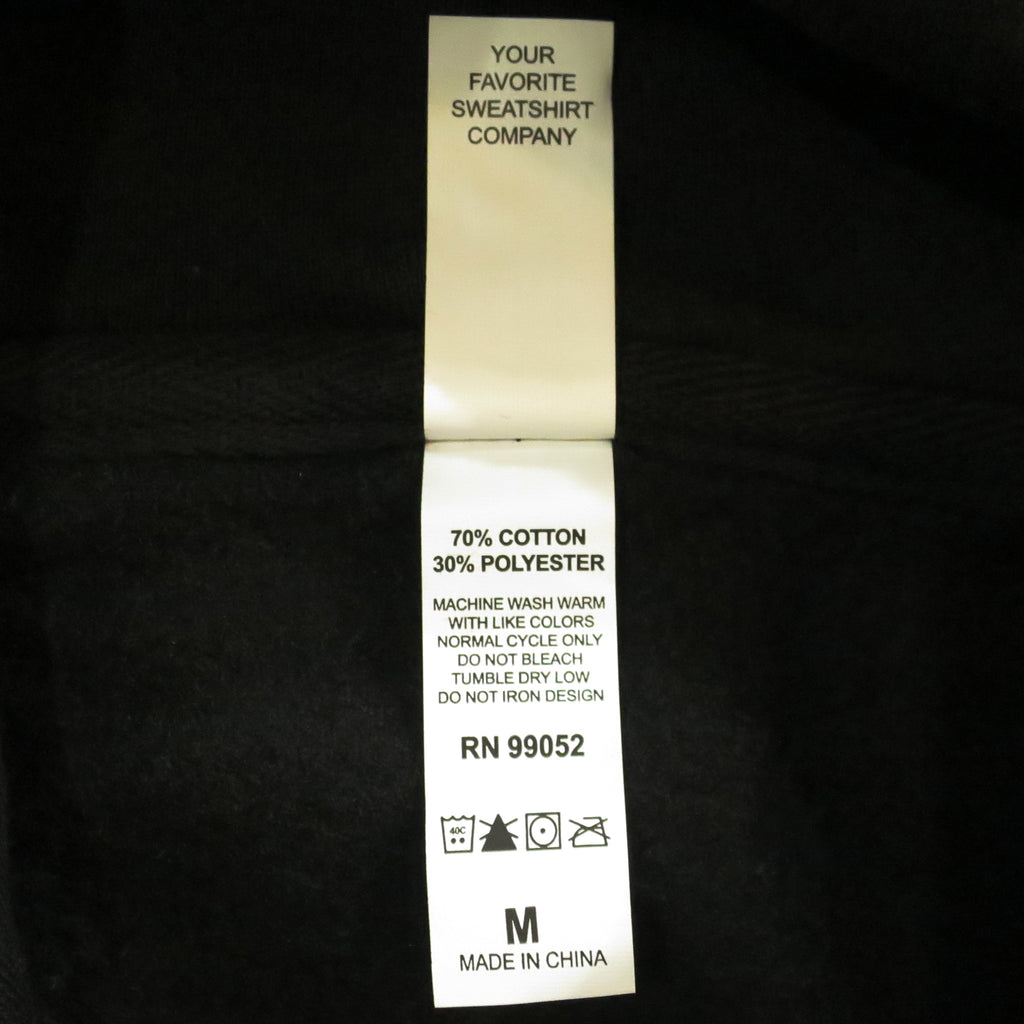 YOUR
FAVORITE
SWEATSHIRT
COMPANY
70% COTTON
30% POLYESTER
MACHINE WASH WARM
WITH LIKE COLORS
NORMAL CYCLE ONLY
DO NOT BLEACH
TUMBLE DRY LOW
DO NOT IRON DESIGN
RN 99052
40C
M
MADE IN CHINA